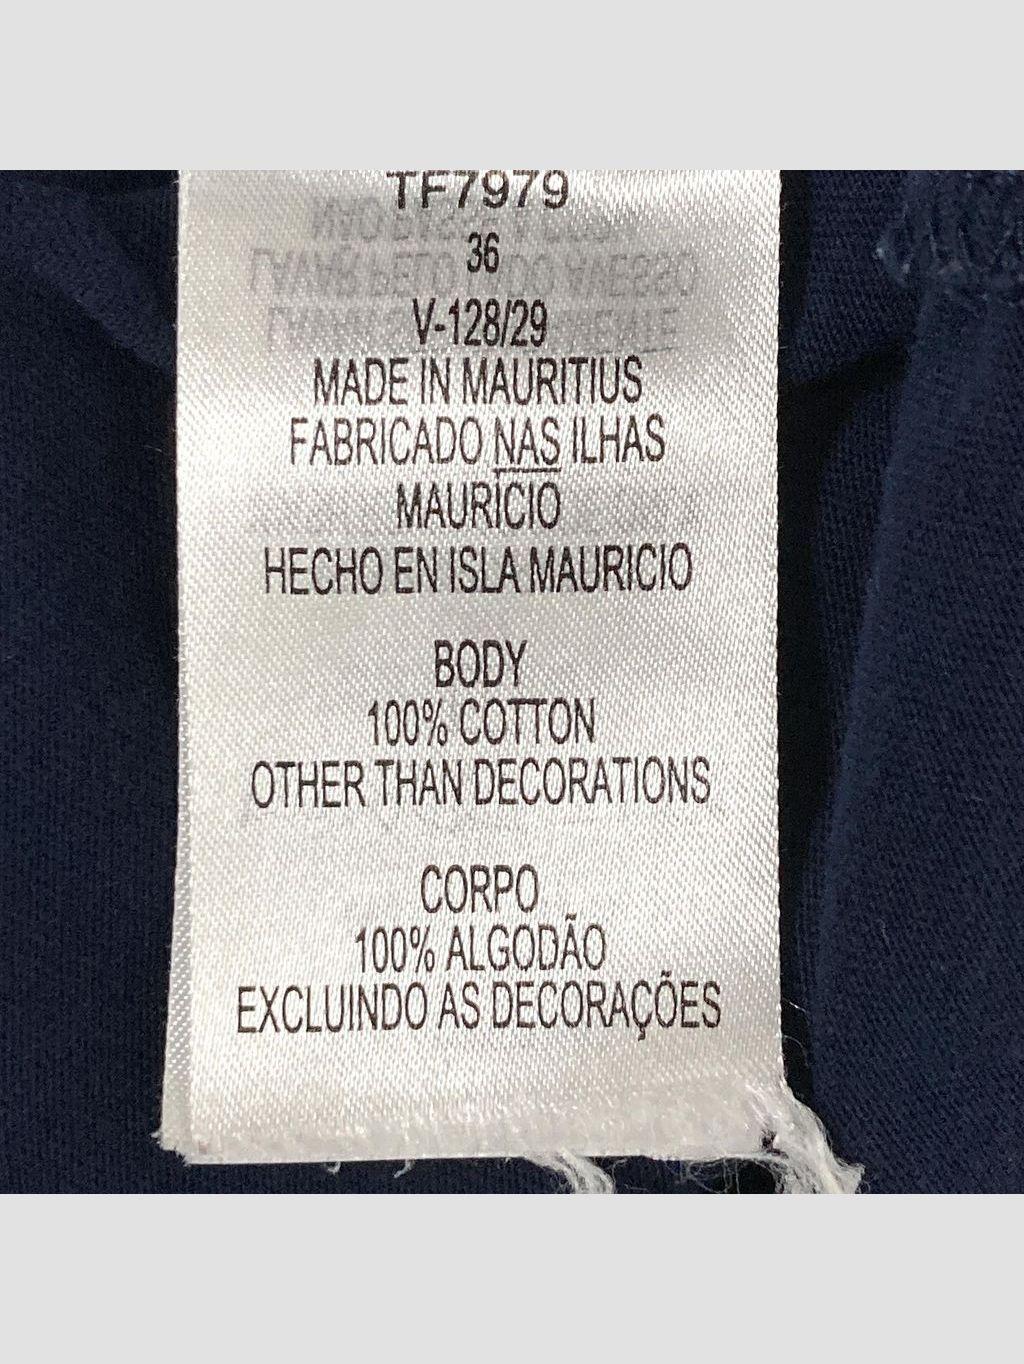 TF7979
36
V-128/29
MADE IN MAURITIUS
FABRICADO NAS ILHAS
MAURÍCIO
HECHO EN ISLA MAURICIO
BODY
100% COTTON
OTHER THAN DECORATIONS
CORPO
100% ALGODÃO
EXCLUINDO AS DECORAÇÕES